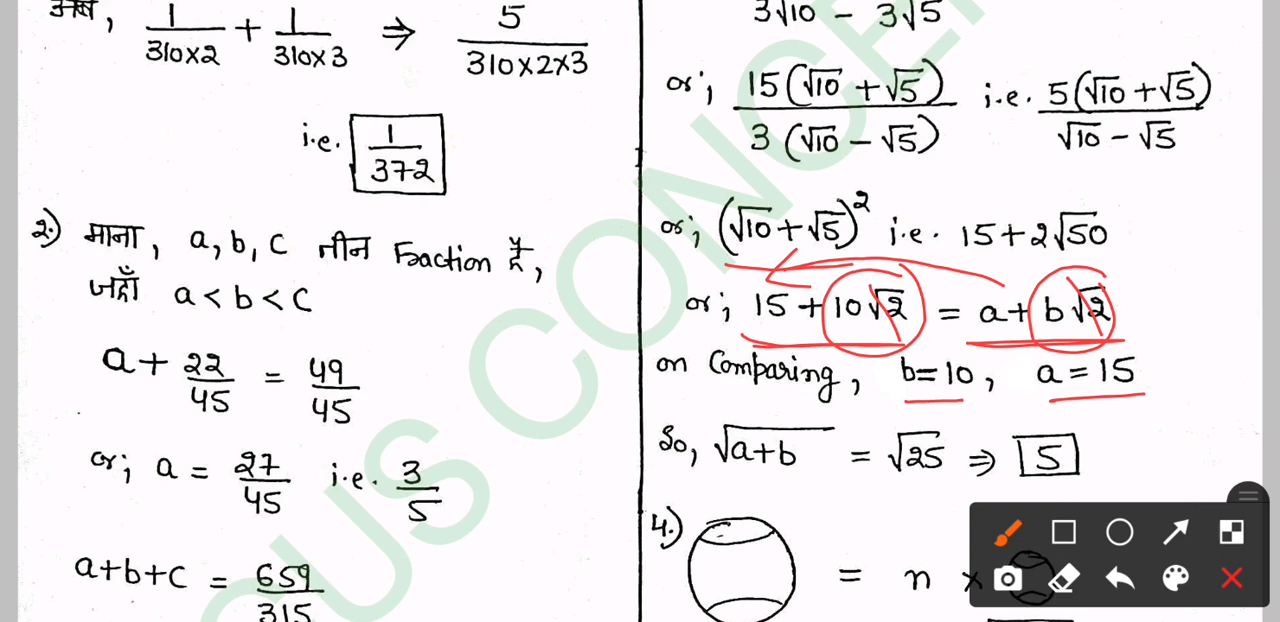 अब, 1/310×2 + 1/310×3 ⇒ 5/310×2×3
i.e. 1/372
2.) माना, a, b, c तीन Fraction हैं,
जहाँ a < b < c
a + 22/45 = 49/45
or; a = 27/45 i.e. 3/5
a+b+c = 659/315
3√10 - 3√5
or; 15(√10 + √5)/3(√10 - √5) i.e. 5(√10 + √5)/√10 - √5
or; (√10 + √5)² i.e. 15 + 2√50
or; 15 + 10√2 = a + b√2
on Comparing, b=10, a=15
So, √a+b = √25 ⇒ 5
4.) = n ×
CUS CONCE